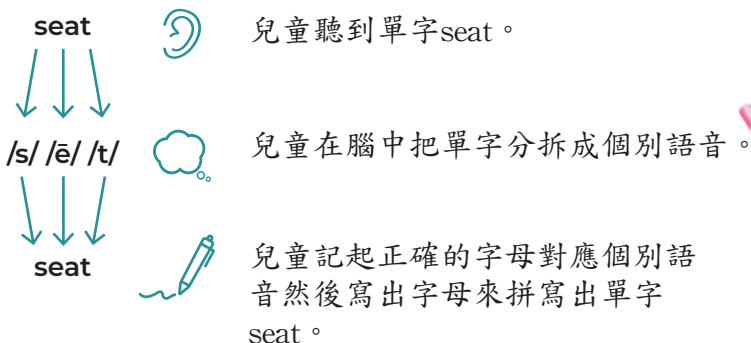 seat
兒童聽到單字seat。
/s/ /ē/ /t/
兒童在腦中把單字分拆成個別語音。
seat
兒童記起正確的字母對應個別語
音然後寫出字母來拼寫出單字
seat。